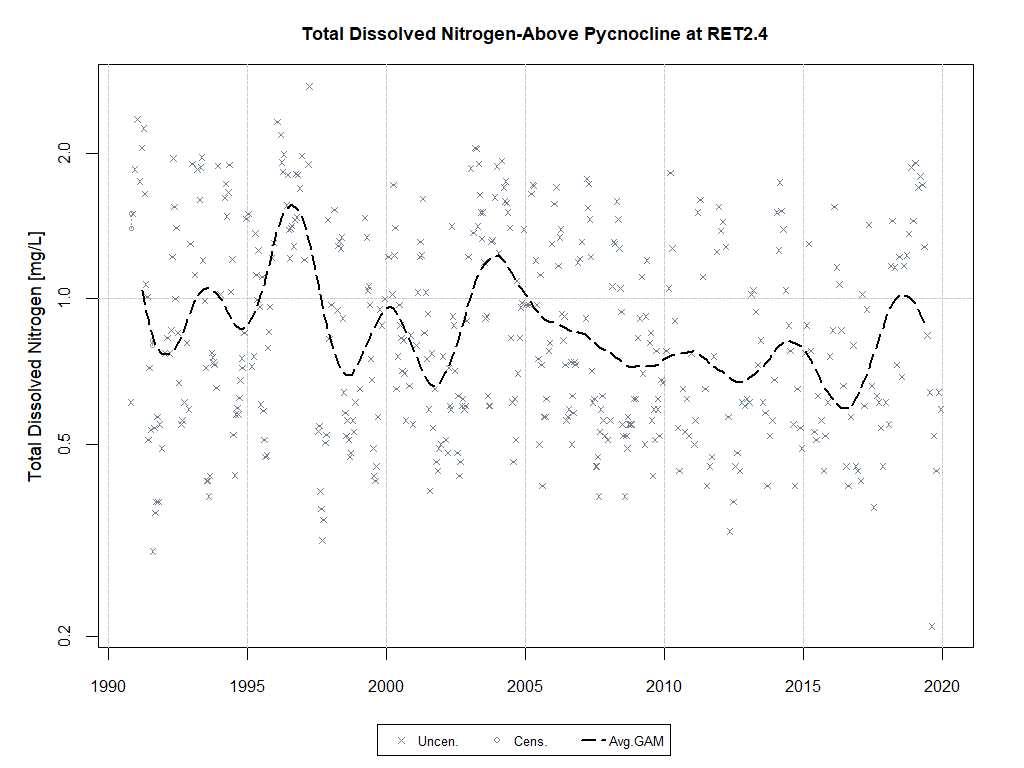 Total Dissolved Nitrogen-Above Pycnocline at RET2.4
Total Dissolved Nitrogen [mg/L]
2.0
1.0
0.5
0.2
1990 1995 2000 2005 2010 2015 2020
Uncen. Cens. Avg.GAM